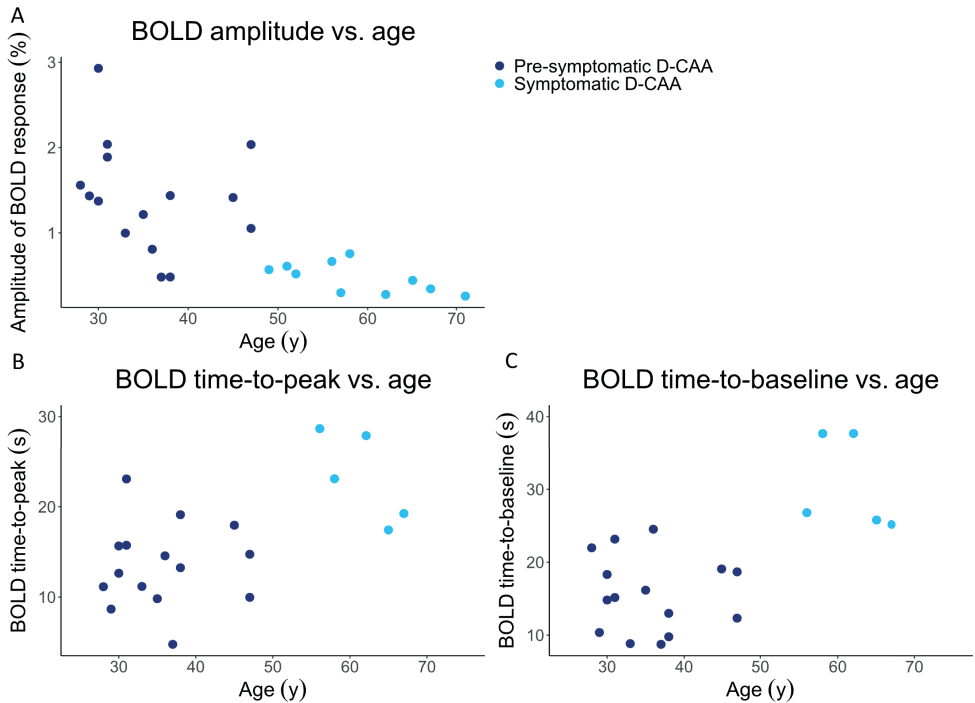 A
BOLD amplitude vs. age
Amplitude of BOLD response (%)
3
2
1
30 40 50 60 70
Age (y)
Pre-symptomatic D-CAA
Symptomatic D-CAA
B
BOLD time-to-peak vs. age
BOLD time-to-peak (s)
30
20
10
30 40 50 60 70
Age (y)
C
BOLD time-to-baseline vs. age
BOLD time-to-baseline (s)
40
30
20
10
30 40 50 60 70
Age (y)